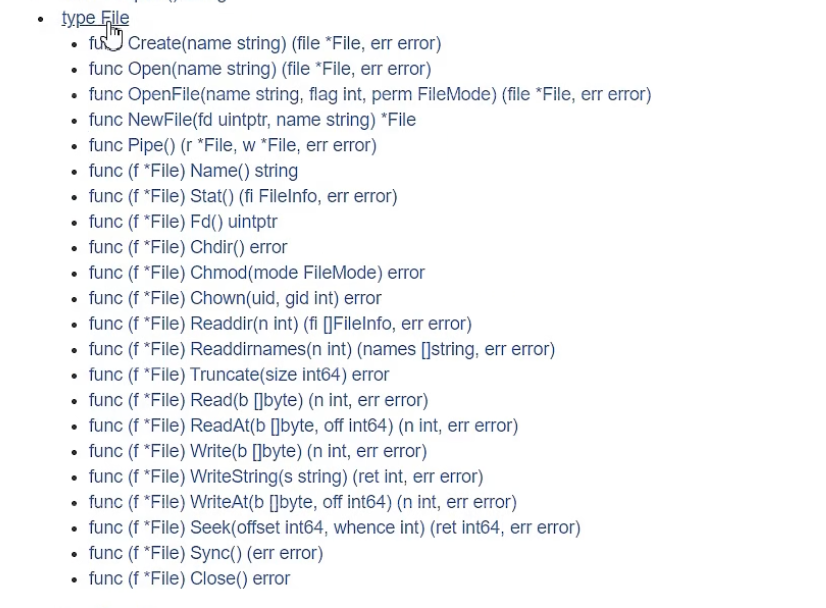 type File
func Create(name string) (file *File, err error)
func Open(name string) (file *File, err error)
func OpenFile(name string, flag int, perm FileMode) (file *File, err error)
func NewFile(fd uintptr, name string) *File
func Pipe() (r *File, w *File, err error)
func (f *File) Name() string
func (f *File) Stat() (fi FileInfo, err error)
func (f *File) Fd() uintptr
func (f *File) Chdir() error
func (f *File) Chmod(mode FileMode) error
func (f *File) Chown(uid, gid int) error
func (f *File) Readdir(n int) (fi []FileInfo, err error)
func (f *File) Readdirnames(n int) (names []string, err error)
func (f *File) Truncate(size int64) error
func (f *File) Read(b []byte) (n int, err error)
func (f *File) ReadAt(b []byte, off int64) (n int, err error)
func (f *File) Write(b []byte) (n int, err error)
func (f *File) WriteString(s string) (ret int, err error)
func (f *File) WriteAt(b []byte, off int64) (n int, err error)
func (f *File) Seek(offset int64, whence int) (ret int64, err error)
func (f *File) Sync() (err error)
func (f *File) Close() error